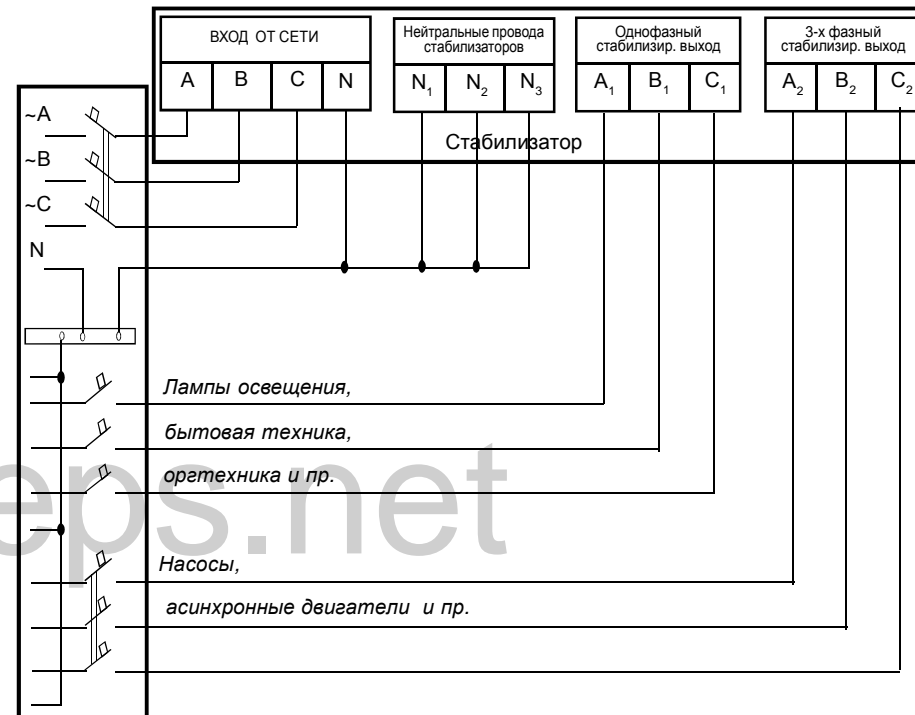 ВХОД ОТ СЕТИ
Нейтральные провода
стабилизаторов
Однофазный
стабилизир. выход
3-х фазный
стабилизир. выход
A B C N
N₁ N₂ N₃
A₁ B₁ C₁
A₂ B₂ C₂
Стабилизатор
~A
~B
~C
N
Лампы освещения,
бытовая техника,
оргтехника и пр.
eps.net
Насосы,
асинхронные двигатели и пр.